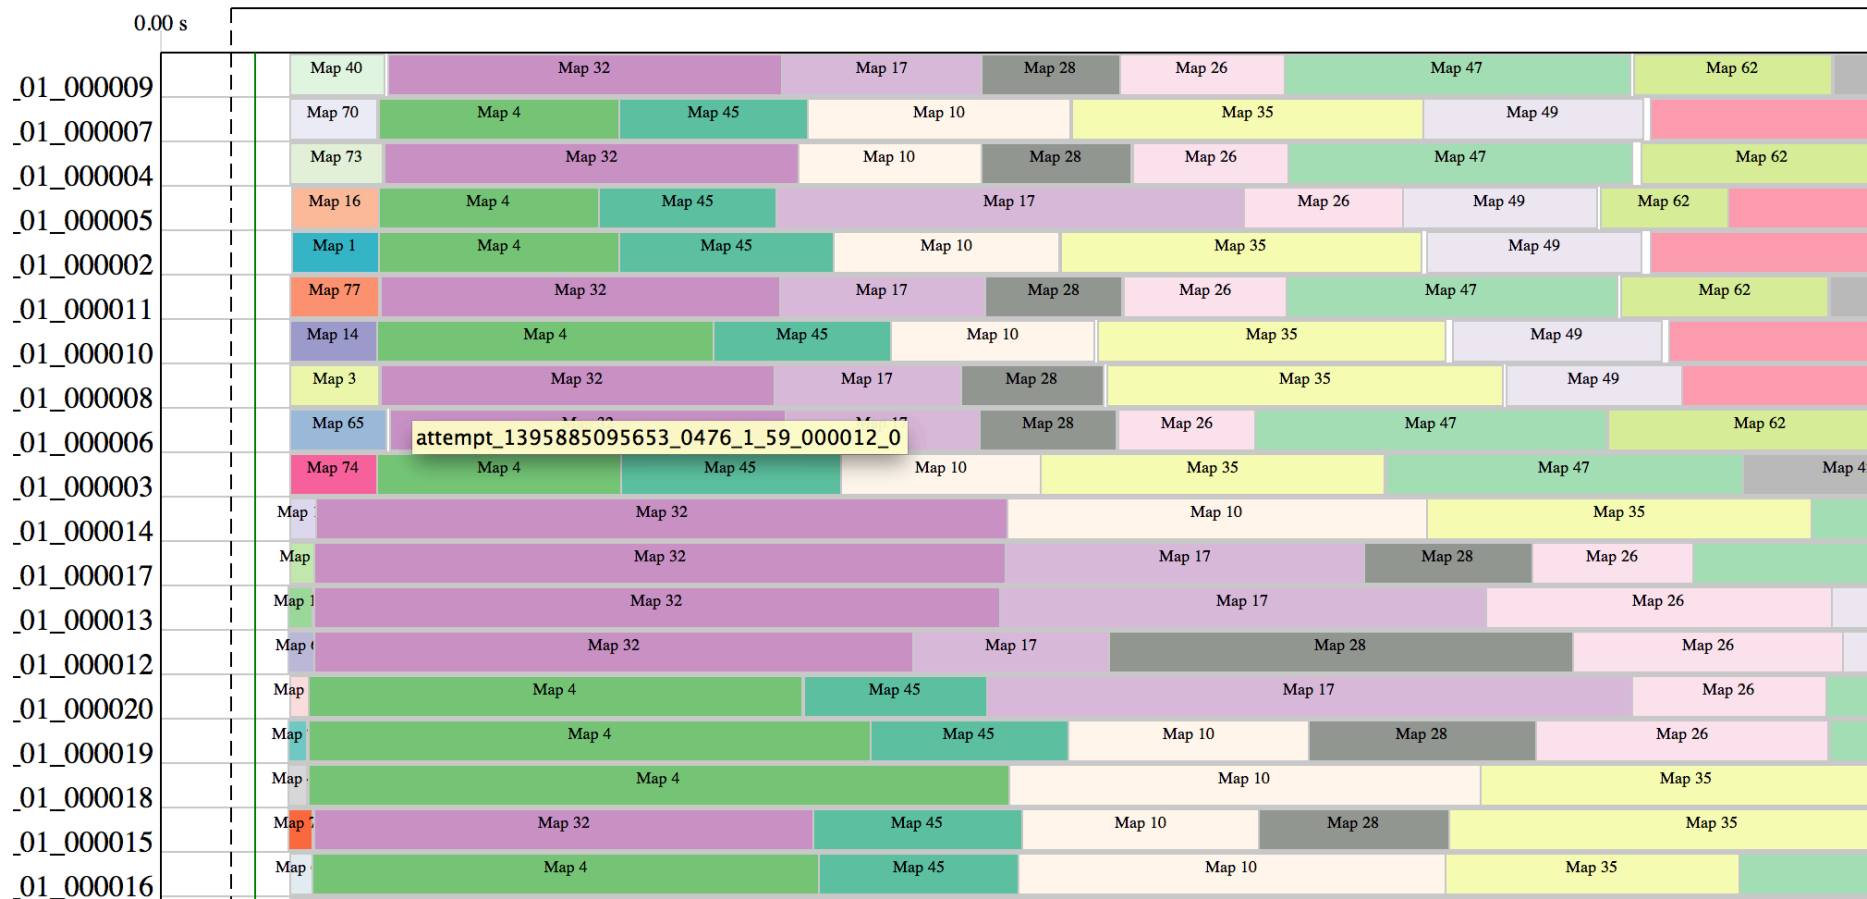 0.00 s
_01_000009 Map 40 Map 32 Map 17 Map 28 Map 26 Map 47 Map 62
_01_000007 Map 70 Map 4 Map 45 Map 10 Map 35 Map 49
_01_000004 Map 73 Map 32 Map 10 Map 28 Map 26 Map 47 Map 62
_01_000005 Map 16 Map 4 Map 45 Map 17 Map 26 Map 49 Map 62
_01_000002 Map 1 Map 4 Map 45 Map 10 Map 35 Map 49
_01_000011 Map 77 Map 32 Map 17 Map 28 Map 26 Map 47 Map 62
_01_000010 Map 14 Map 4 Map 45 Map 10 Map 35 Map 49
_01_000008 Map 3 Map 32 Map 17 Map 28 Map 35 Map 49
_01_000006 Map 65 Map 32 Map 17 Map 28 Map 26 Map 47 Map 62
attempt_1395885095653_0476_1_59_000012_0
_01_000003 Map 74 Map 4 Map 45 Map 10 Map 35 Map 47 Map
_01_000014 Map Map 32 Map 10 Map 35
_01_000017 Map Map 32 Map 17 Map 28 Map 26
_01_000013 Map Map 32 Map 17 Map 26
_01_000012 Map Map 32 Map 17 Map 28 Map 26
_01_000020 Map Map 4 Map 45 Map 17 Map 26
_01_000019 Map Map 4 Map 45 Map 10 Map 28 Map 26
_01_000018 Map Map 4 Map 10 Map 35
_01_000015 Map Map 32 Map 45 Map 10 Map 28 Map 35
_01_000016 Map Map 4 Map 45 Map 10 Map 35